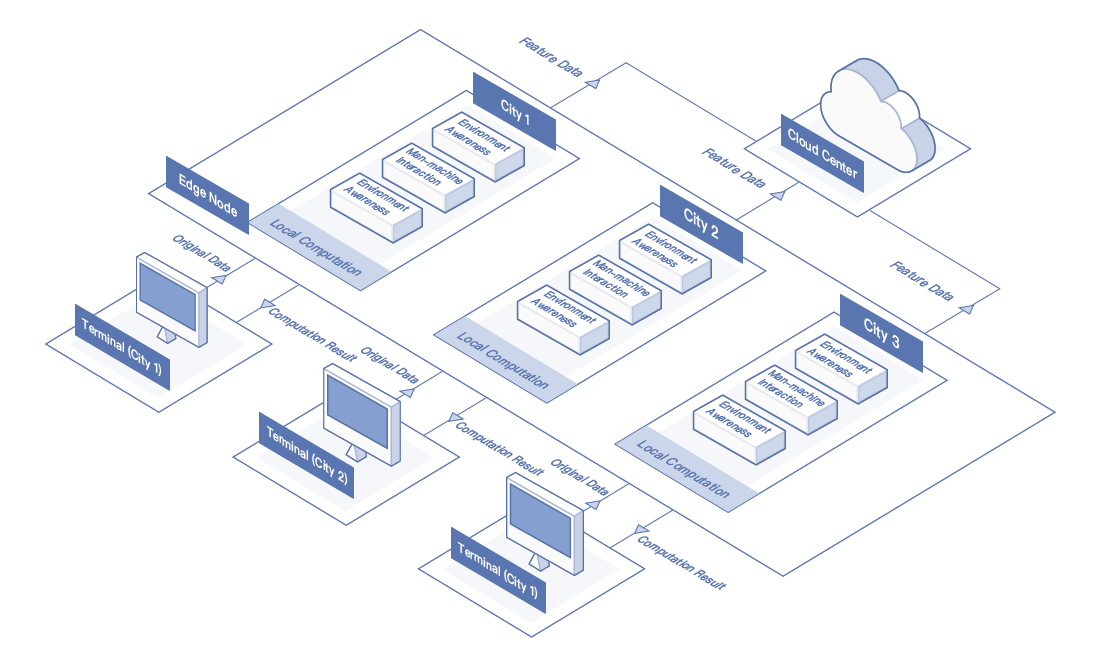 Feature Data
City 1
Environment
Awareness
Man-machine
Interaction
Environment
Awareness
Local Computation
Cloud Center
Edge Node
Feature Data
City 2
Environment
Awareness
Man-machine
Interaction
Environment
Awareness
Local Computation
Feature Data
City 3
Environment
Awareness
Man-machine
Interaction
Environment
Awareness
Local Computation
Original Data
Terminal (City 1)
Computation Result
Original Data
Terminal (City 2)
Computation Result
Original Data
Terminal (City 1)
Computation Result